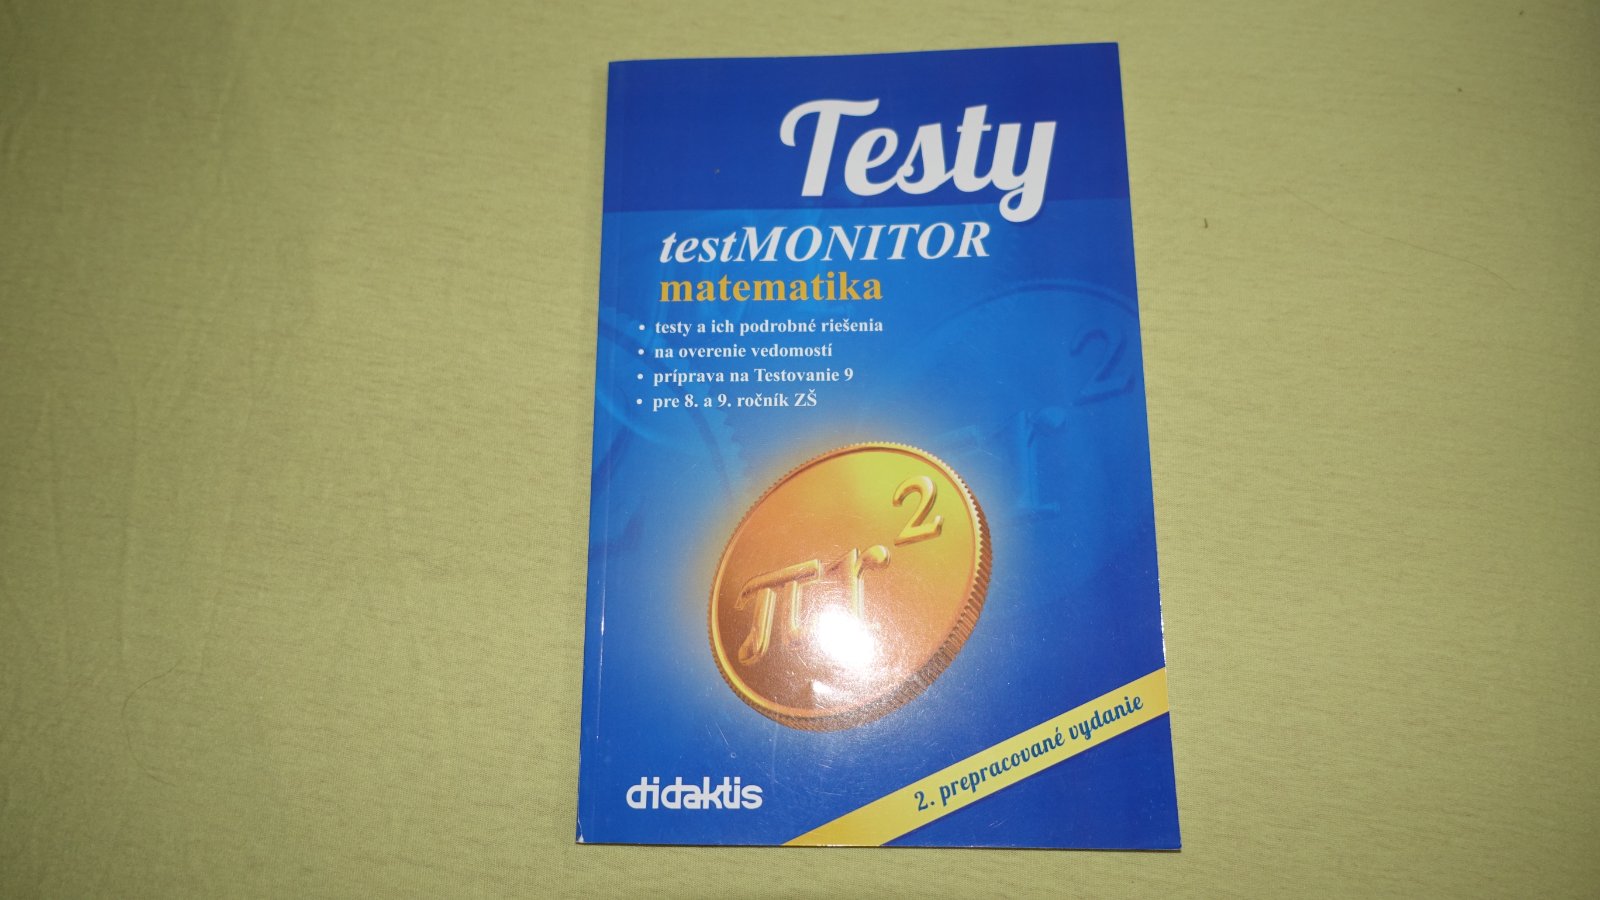 Testy
testMONITOR
matematika
• testy a ich podrobné riešenia
• na overenie vedomostí
• príprava na Testovanie 9
• pre 8. a 9. ročník ZŠ
πr²
didaktis
2. prepracované vydanie